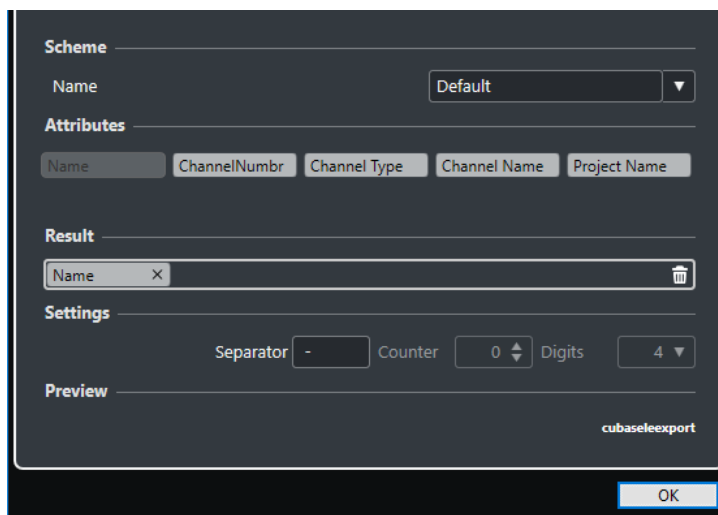 Scheme
Name Default
Attributes
Name ChannelNumbr Channel Type Channel Name Project Name
Result
Name
Settings
Separator - Counter 0 Digits 4
Preview
cubaseleexport
OK